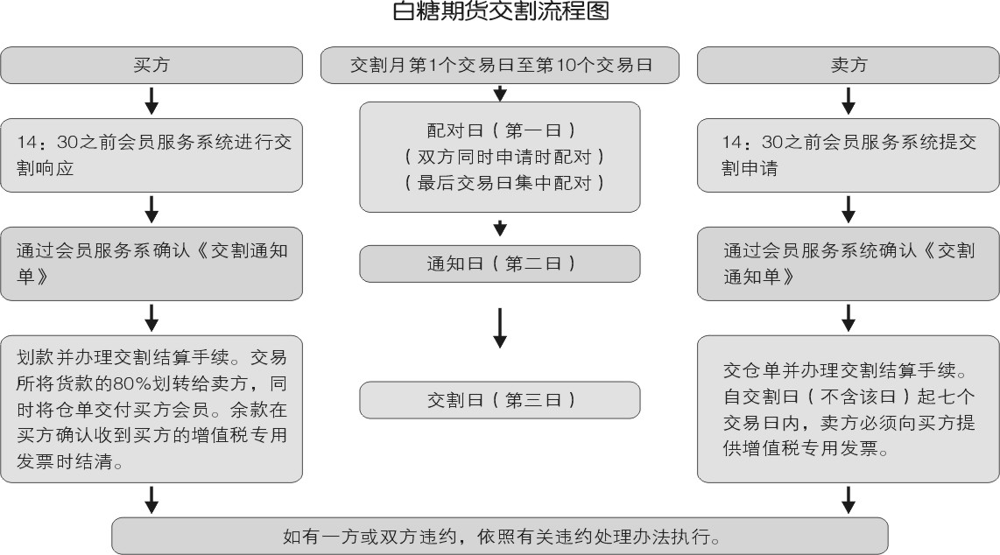 白糖期货交割流程图
买方
交割月第1个交易日至第10个交易日
卖方
14：30之前会员服务系统进行交
割响应
配对日（第一日）
（双方同时申请时配对）
（最后交易日集中配对）
14：30之前会员服务系统提交
割申请
通过会员服务系确认《交割通知
单》
通知日（第二日）
通过会员服务系统确认《交割
通知单》
划款并办理交割结算手续。交易
所将货款的80%划转给卖方，同
时将仓单交付买方会员。余款在
买方确认收到买方的增值税专用
发票时结清。
交割日（第三日）
交仓单并办理交割结算手续。
自交割日（不含该日）起七个
交易日内，卖方必须向买方提
供增值税专用发票。
如有一方或双方违约，依照有关违约处理办法执行。